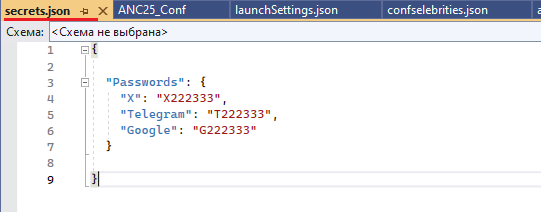 secrets.json ANC25_Conf launchSettings.json confselebrities.json
Схема: <Схема не выбрана>
1 {
2
3 "Passwords": {
4 "X": "X222333",
5 "Telegram": "T222333",
6 "Google": "G222333"
7 }
8
9 }